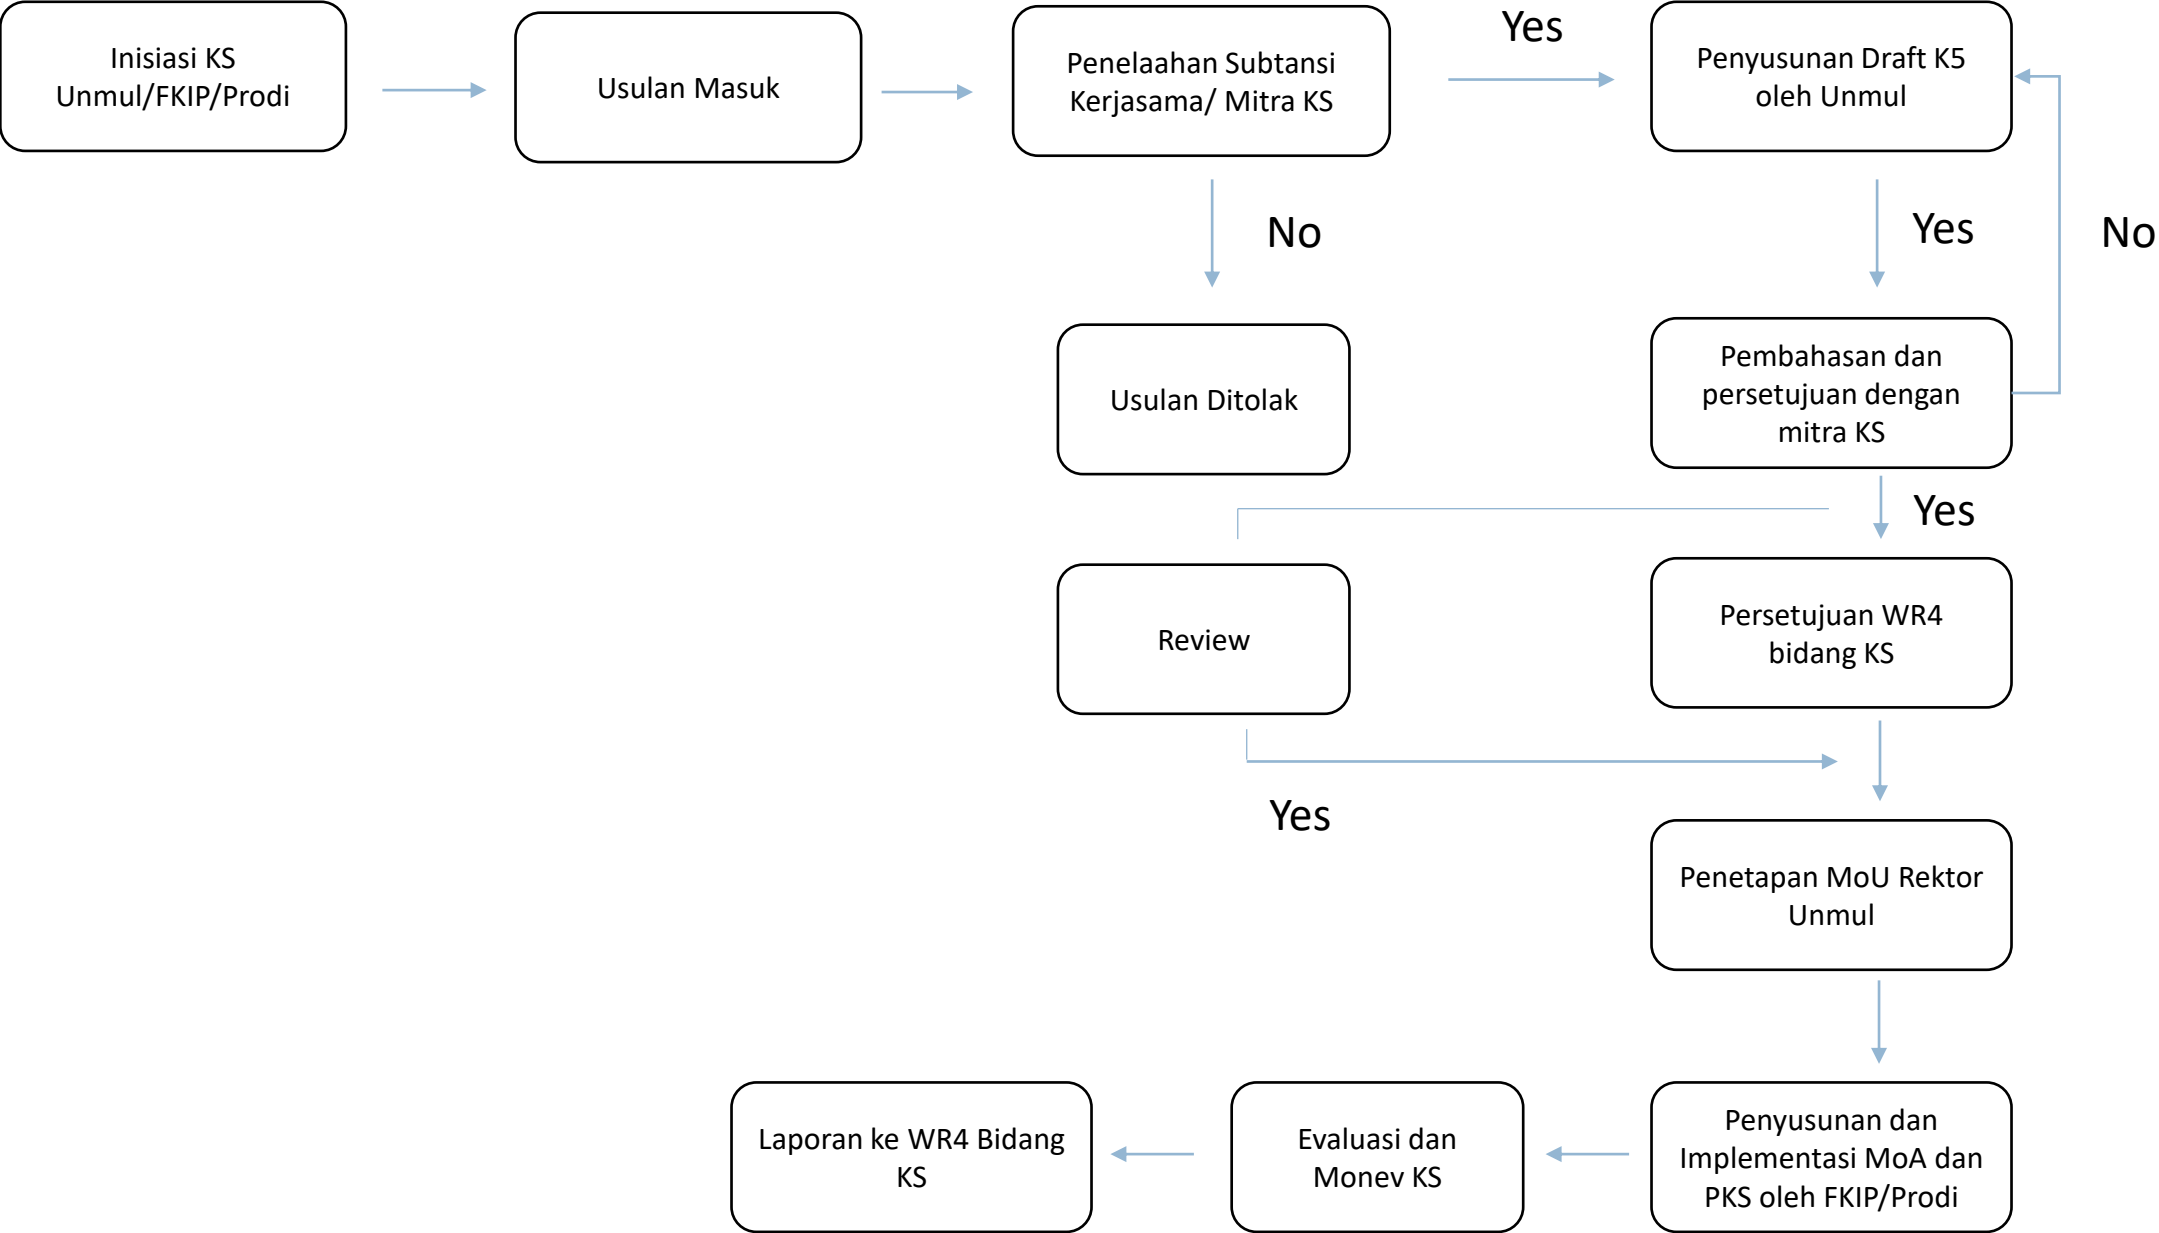 Inisiasi KS
Unmul/FKIP/Prodi
Usulan Masuk
Penelaahan Subtansi
Kerjasama/ Mitra KS
Yes
Penyusunan Draft K5
oleh Unmul
No
Yes
No
Usulan Ditolak
Pembahasan dan
persetujuan dengan
mitra KS
Yes
Review
Persetujuan WR4
bidang KS
Yes
Penetapan MoU Rektor
Unmul
Penyusunan dan
Implementasi MoA dan
PKS oleh FKIP/Prodi
Evaluasi dan
Monev KS
Laporan ke WR4 Bidang
KS